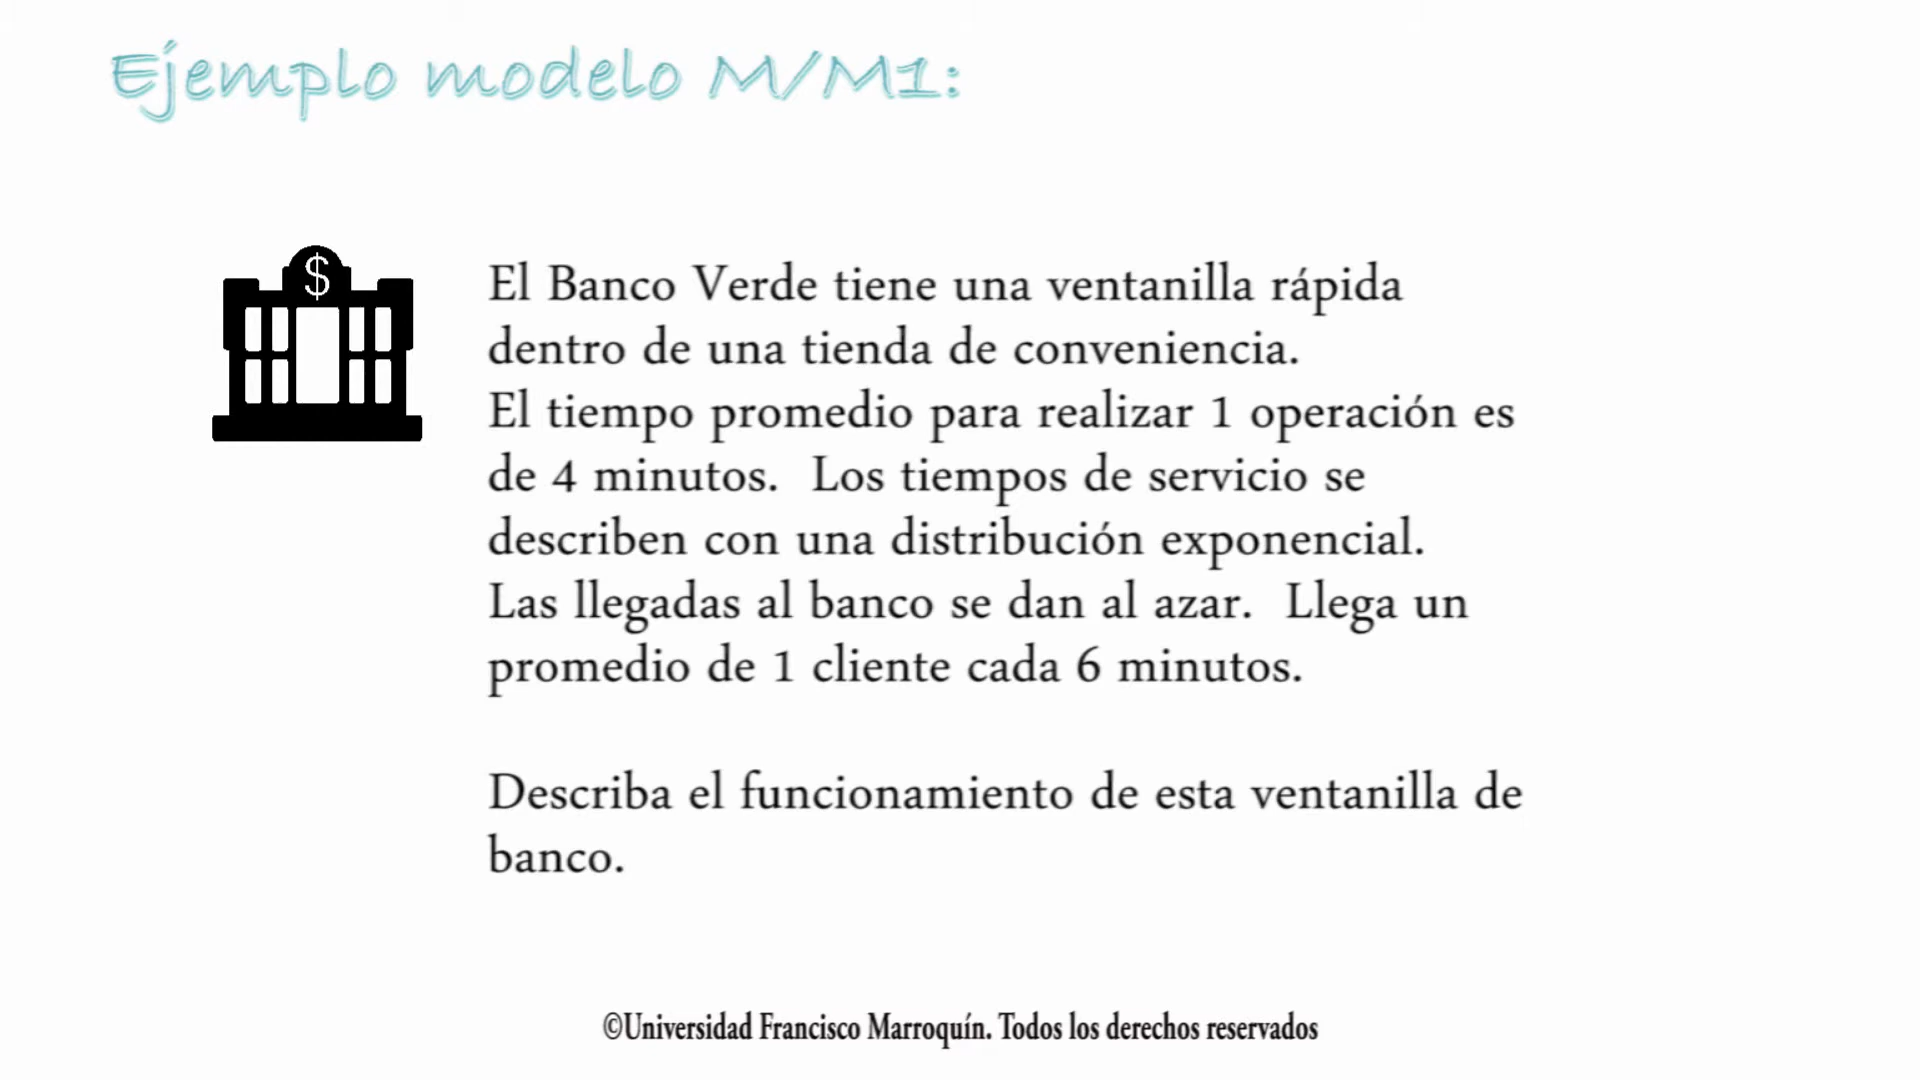 Ejemplo modelo M/M1:
$
El Banco Verde tiene una ventanilla rápida
dentro de una tienda de conveniencia.
El tiempo promedio para realizar 1 operación es
de 4 minutos.  Los tiempos de servicio se
describen con una distribución exponencial.
Las llegadas al banco se dan al azar.  Llega un
promedio de 1 cliente cada 6 minutos.
Describa el funcionamiento de esta ventanilla de
banco.
©Universidad Francisco Marroquín. Todos los derechos reservados